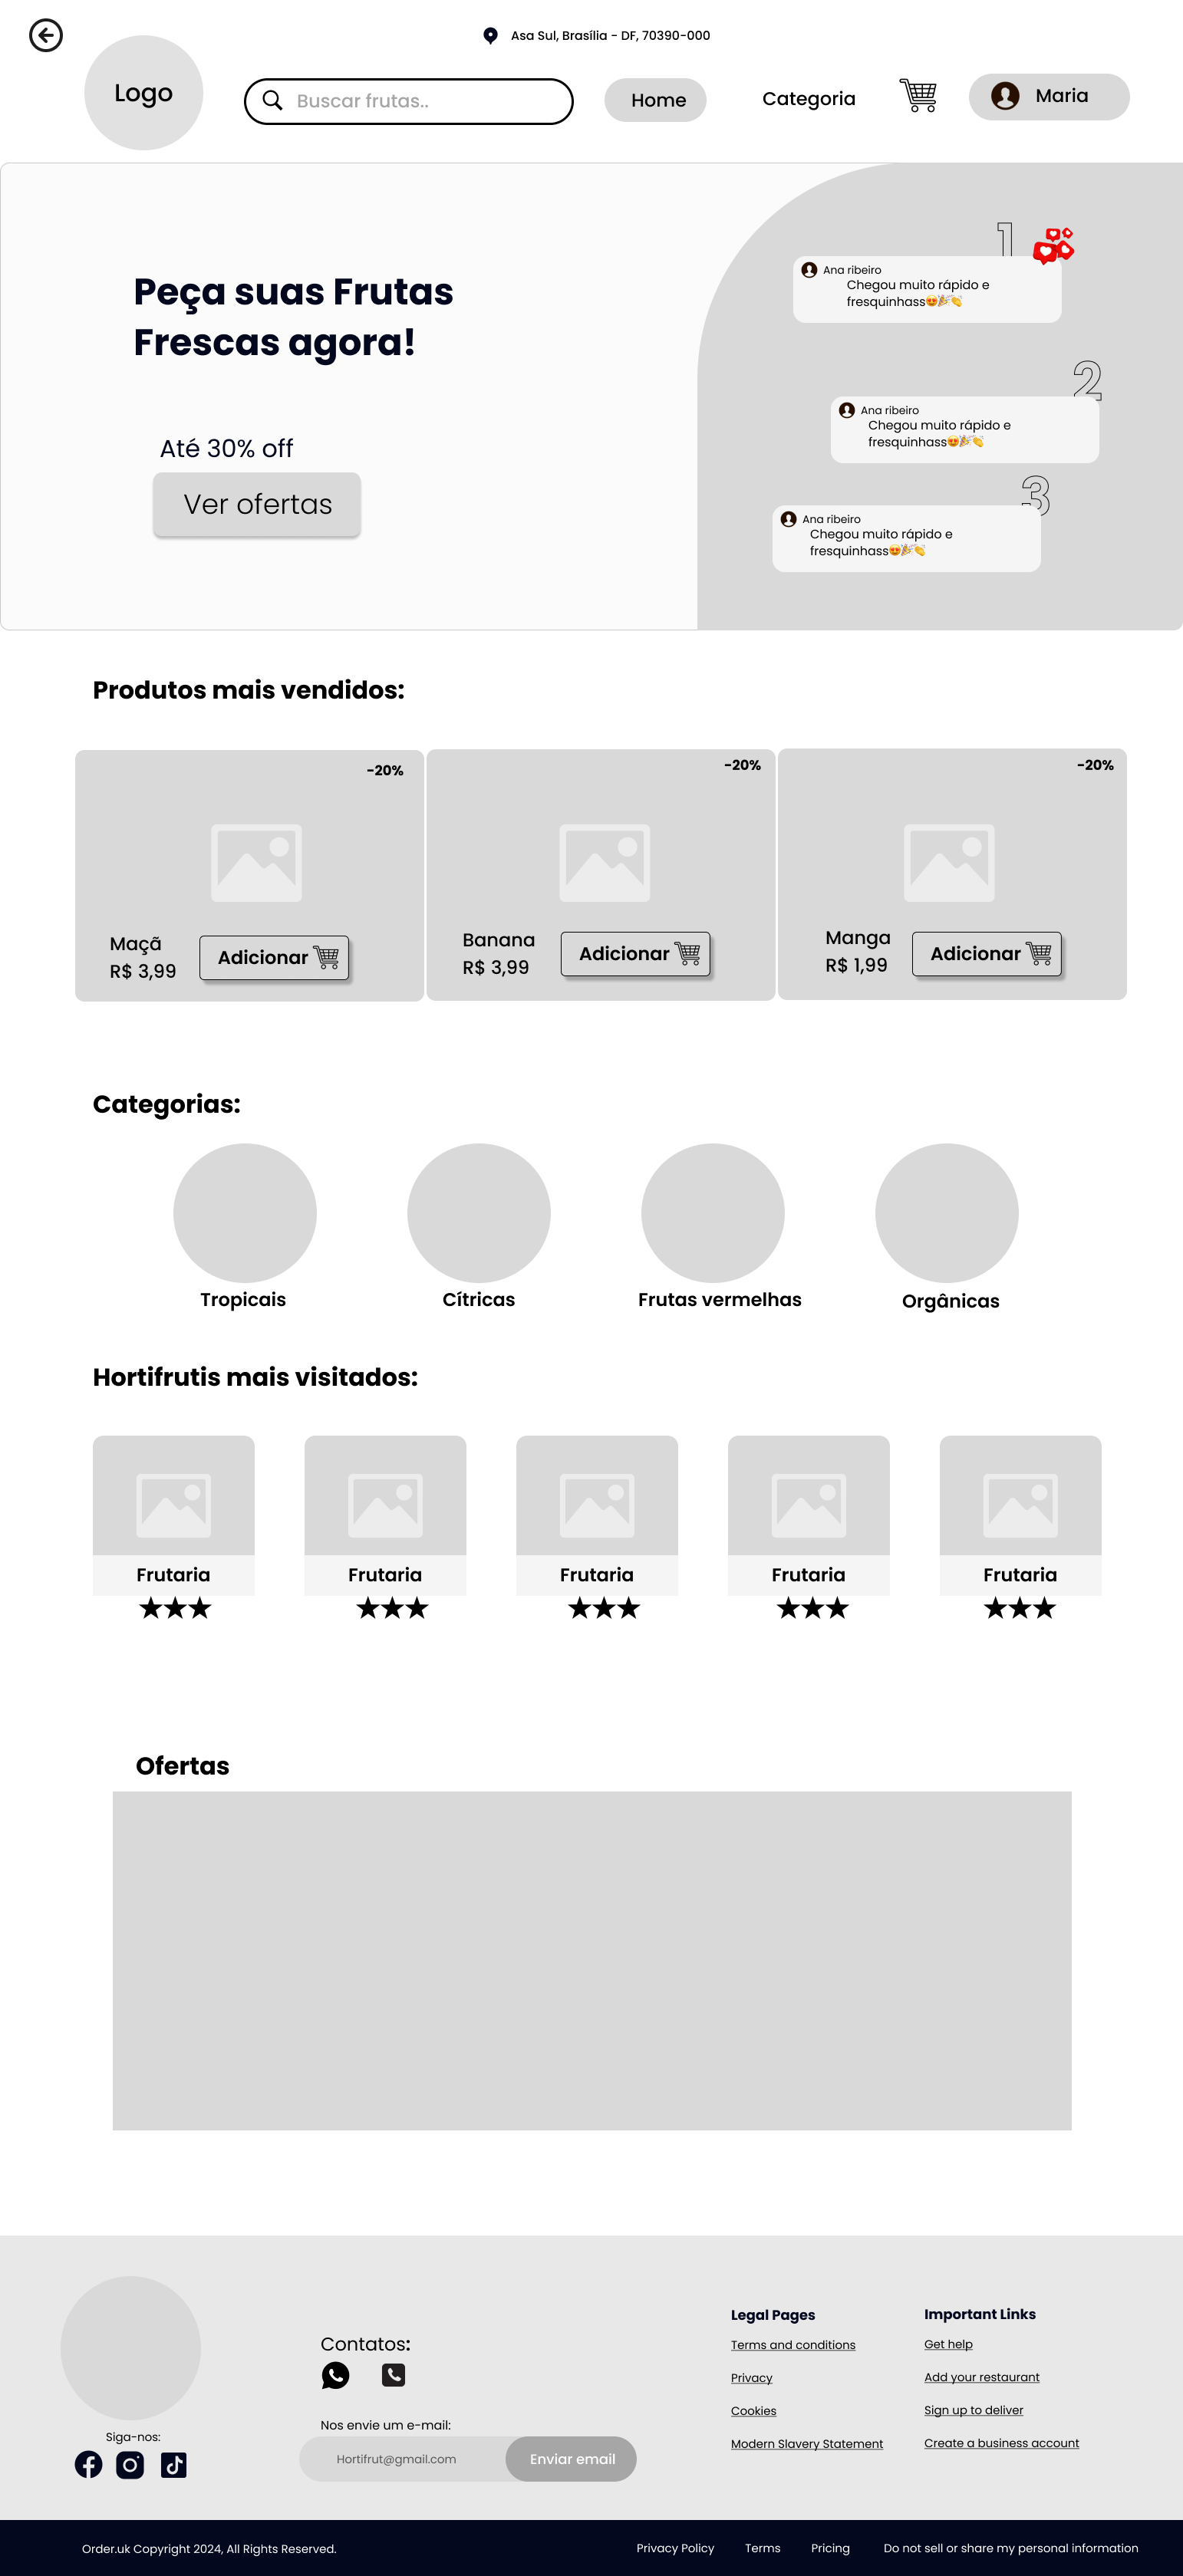 Asa Sul, Brasília - DF, 70390-000
Logo
Buscar frutas..
Home
Categoria
Maria
Peça suas Frutas
Frescas agora!
Até 30% off
Ver ofertas
1
Ana ribeiro
Chegou muito rápido e
fresquinhass😍🎉👏
2
Ana ribeiro
Chegou muito rápido e
fresquinhass😍🎉👏
3
Ana ribeiro
Chegou muito rápido e
fresquinhass😍🎉👏
Produtos mais vendidos:
-20%
Maçã
R$ 3,99
Adicionar
-20%
Banana
R$ 3,99
Adicionar
-20%
Manga
R$ 1,99
Adicionar
Categorias:
Tropicais
Cítricas
Frutas vermelhas
Orgânicas
Hortifrutis mais visitados:
Frutaria
★★★
Frutaria
★★★
Frutaria
★★★
Frutaria
★★★
Frutaria
★★★
Ofertas
Siga-nos:
Contatos:
Nos envie um e-mail:
Hortifrut@gmail.com
Enviar email
Legal Pages
Terms and conditions
Privacy
Cookies
Modern Slavery Statement
Important Links
Get help
Add your restaurant
Sign up to deliver
Create a business account
Order.uk Copyright 2024, All Rights Reserved.
Privacy Policy
Terms
Pricing
Do not sell or share my personal information